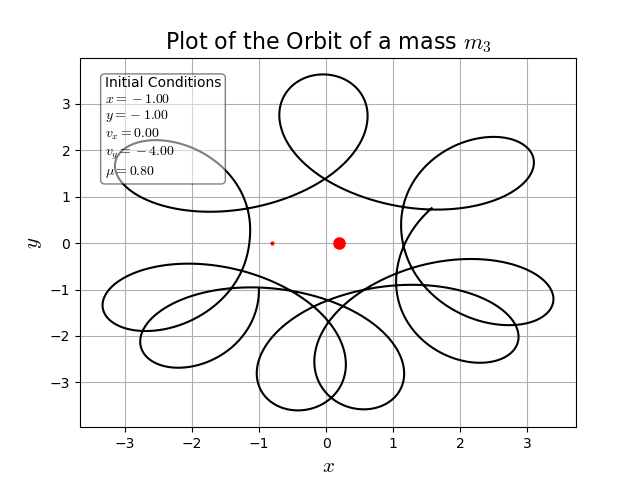 Plot of the Orbit of a mass m₃
Initial Conditions
x = −1.00
y = −1.00
vₓ = 0.00
v_y = −4.00
μ = 0.80
3
2
1
0
−1
−2
−3
y
−3 −2 −1 0 1 2 3
x